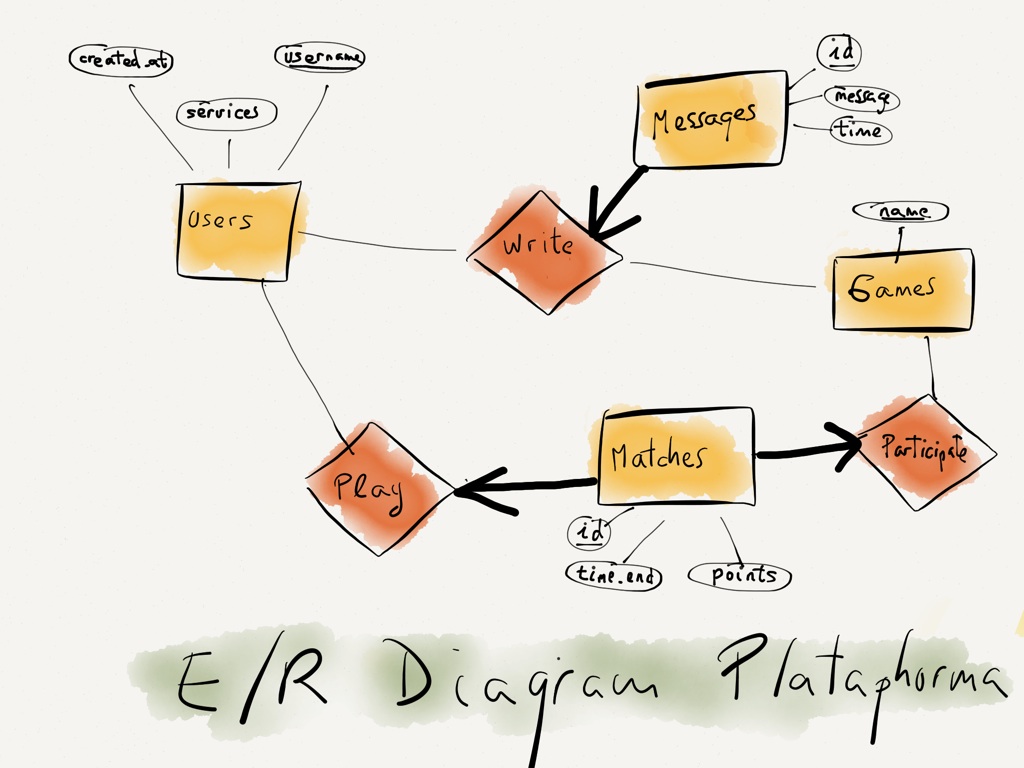 created_at
username
services
id
message
time
Messages
Users
Write
name
Games
Play
Matches
Participate
id
time_end
points
E/R Diagram Plataphorma